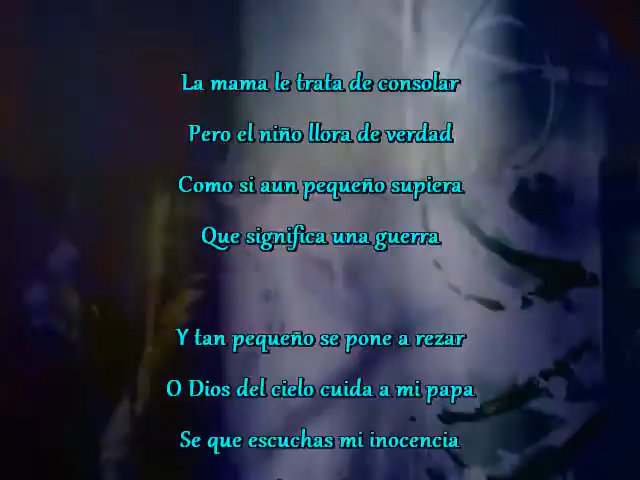 La mama le trata de consolar
Pero el niño llora de verdad
Como si aun pequeño supiera
Que significa una guerra
Y tan pequeño se pone a rezar
O Dios del cielo cuida a mi papa
Se que escuchas mi inocencia